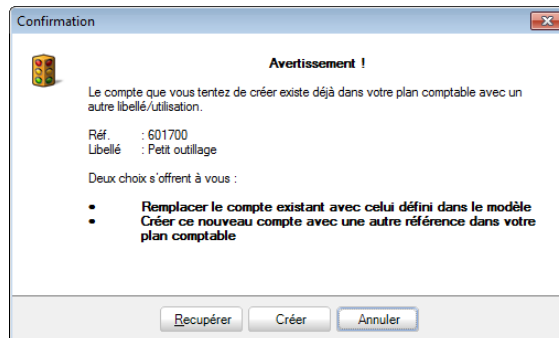 Confirmation
Avertissement !
Le compte que vous tentez de créer existe déjà dans votre plan comptable avec un
autre libellé/utilisation.
Réf. : 601700
Libellé : Petit outillage
Deux choix s'offrent à vous :
• Remplacer le compte existant avec celui défini dans le modèle
• Créer ce nouveau compte avec une autre référence dans votre
plan comptable
Recupérer Créer Annuler